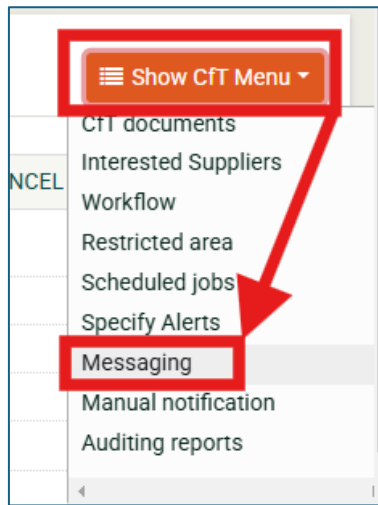 Show CfT Menu
CfT documents
NCEL
Interested Suppliers
Workflow
Restricted area
Scheduled jobs
Specify Alerts
Messaging
Manual notification
Auditing reports